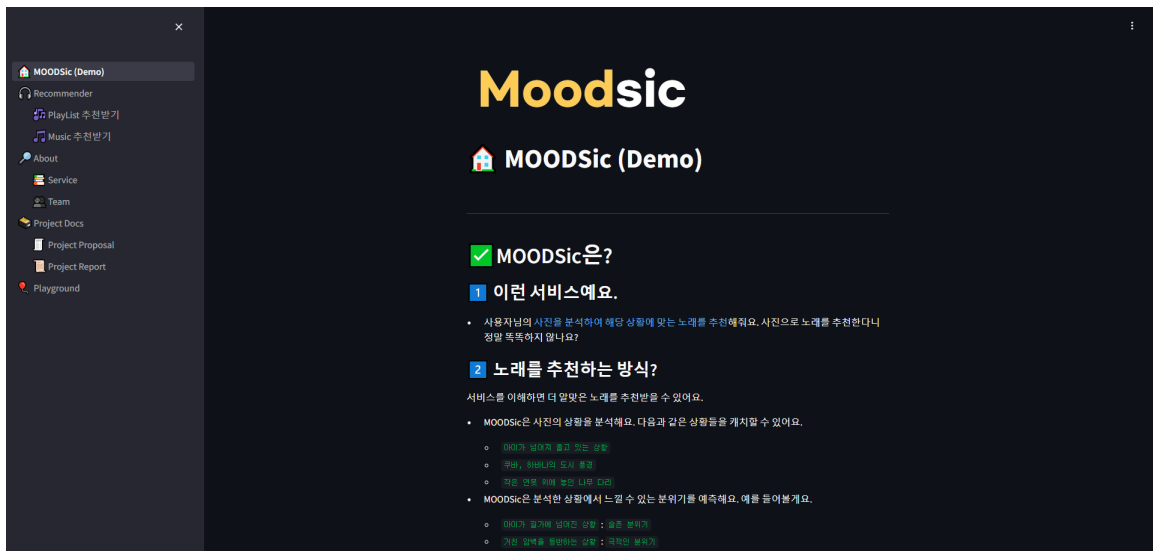 MOODSic (Demo)
Recommender
PlayList 추천받기
Music 추천받기
About
Service
Team
Project Docs
Project Proposal
Project Report
Playground
Moodsic
MOODSic (Demo)
MOODSic은?
1 이런 서비스예요.
사용자님의 사진을 분석하여 해당 상황에 맞는 노래를 추천해줘요. 사진으로 노래를 추천한다니
정말 똑똑하지 않나요?
2 노래를 추천하는 방식?
서비스를 이해하면 더 알맞은 노래를 추천받을 수 있어요.
MOODSic은 사진의 상황을 분석해요. 다음과 같은 상황들을 캐치할 수 있어요.
아이가 넘어져 울고 있는 상황
쿠바, 하바나의 도시 풍경
작은 연못 위에 놓인 나무 다리
MOODSic은 분석한 상황에서 느낄 수 있는 분위기를 예측해요. 예를 들어볼게요.
아이가 길가에 넘어진 상황 : 슬픈 분위기
거친 암벽을 등반하는 상황 : 극적인 분위기